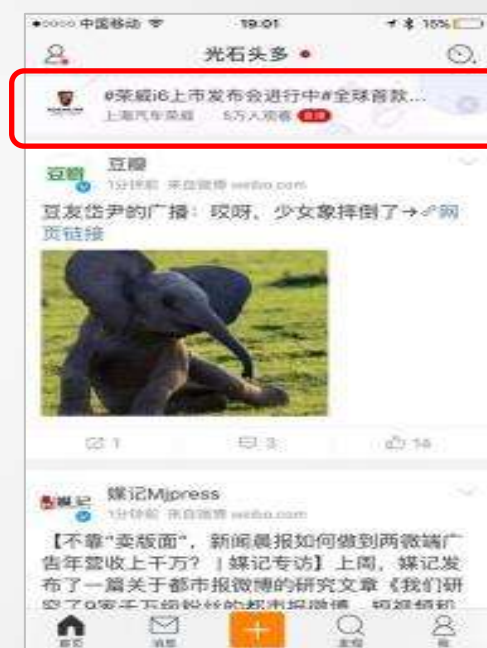 中国移动
19:01
15%
光石头多
#荣威i6上市发布会进行中#全球首款...
上海汽车荣威 5万人观看 直播
豆瓣
豆瓣
1分钟前 来自微博 weibo.com
豆友岱尹的广播：哎呀，少女象摔倒了→网
页链接
1
3
14
媒记
媒记Mjpress
1分钟前 来自微博 weibo.com
【不靠"卖版面"，新闻晨报如何做到两微端广
告年营收上千万？|媒记专访】上周，媒记发
布了一篇关于都市报微博的研究文章《我们研
究了9家千万级粉丝的都市报微博，短视频和
首页
消息
发现
我